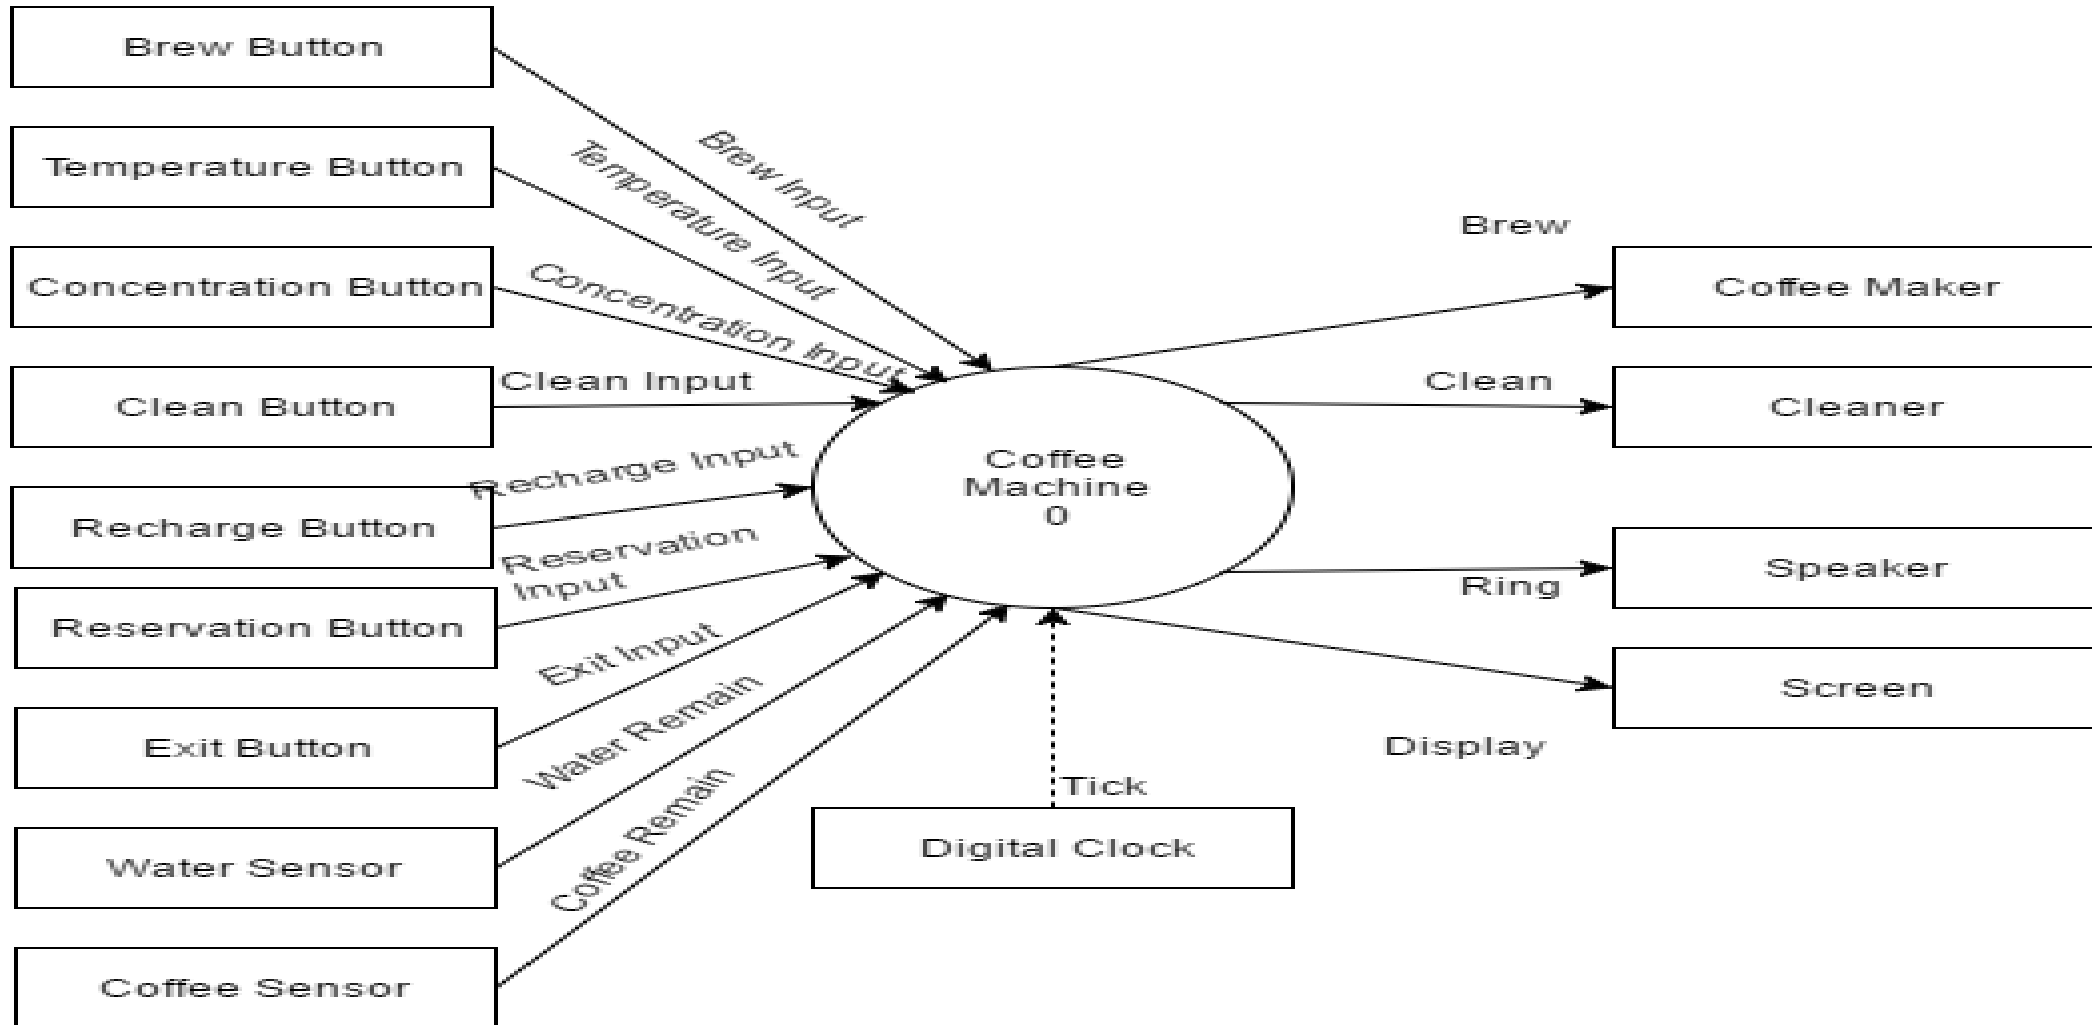 Brew Button
Temperature Button
Concentration Button
Clean Button
Recharge Button
Reservation Button
Exit Button
Water Sensor
Coffee Sensor
Brew Input
Temperature Input
Concentration Input
Clean Input
Recharge Input
Reservation
Input
Exit Input
Water Remain
Coffee Remain
Coffee
Machine
0
Tick
Digital Clock
Brew
Clean
Ring
Display
Coffee Maker
Cleaner
Speaker
Screen